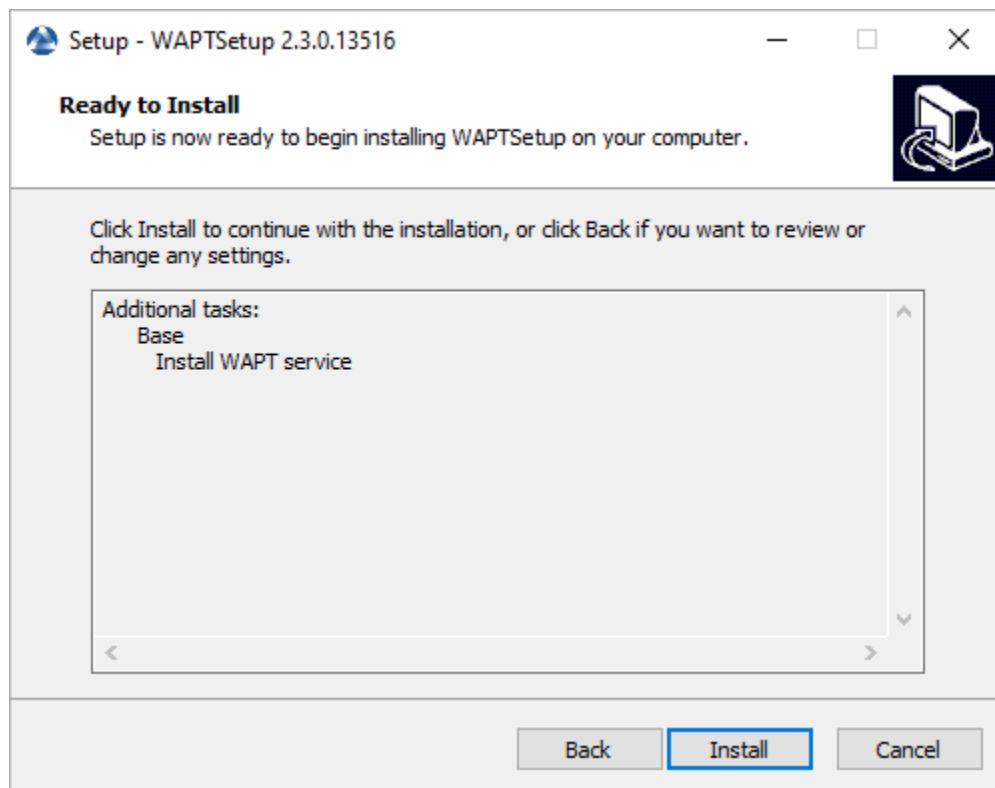 Setup - WAPTSetup 2.3.0.13516
Ready to Install
Setup is now ready to begin installing WAPTSetup on your computer.
Click Install to continue with the installation, or click Back if you want to review or
change any settings.
Additional tasks:
Base
Install WAPT service
Back
Install
Cancel